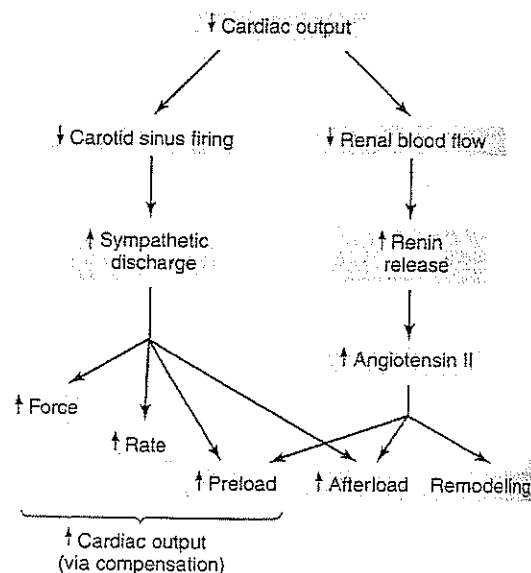 ↓ Cardiac output
↓ Carotid sinus firing
↓ Renal blood flow
↑ Sympathetic
discharge
↑ Renin
release
↑ Angiotensin II
↑ Force
↑ Rate
↑ Preload
↑ Afterload
Remodeling
↑ Cardiac output
(via compensation)